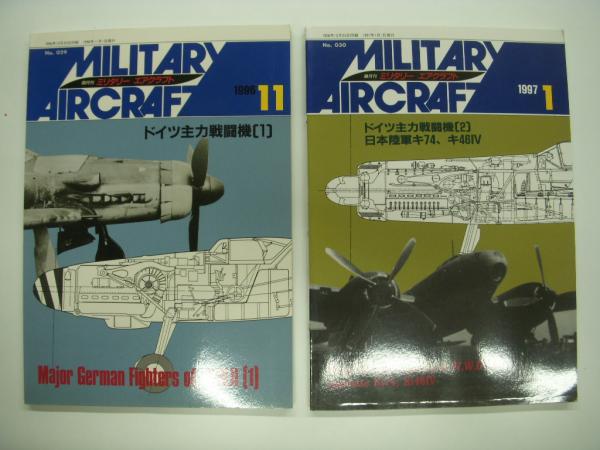 No. 029
MILITARY
隔月刊 ミリタリー エアクラフト
AIRCRAFT
1996 11
ドイツ主力戦闘機〔1〕
Major German Fighters of
〔1〕
No. 030
MILITARY
隔月刊 ミリタリー エアクラフト
AIRCRAFT
1997 1
ドイツ主力戦闘機〔2〕
日本陸軍キ74、キ46IV